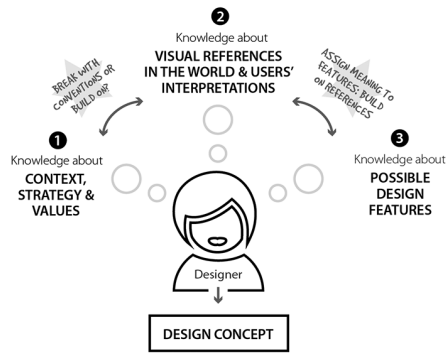 2
Knowledge about
VISUAL REFERENCES
IN THE WORLD & USERS'
INTERPRETATIONS
BREAK WITH
CONVENTIONS OR
BUILD ON?
ASSIGN MEANING TO
FEATURES: BUILD
ON REFERENCES
1
Knowledge about
CONTEXT,
STRATEGY &
VALUES
3
Knowledge about
POSSIBLE
DESIGN
FEATURES
Designer
DESIGN CONCEPT